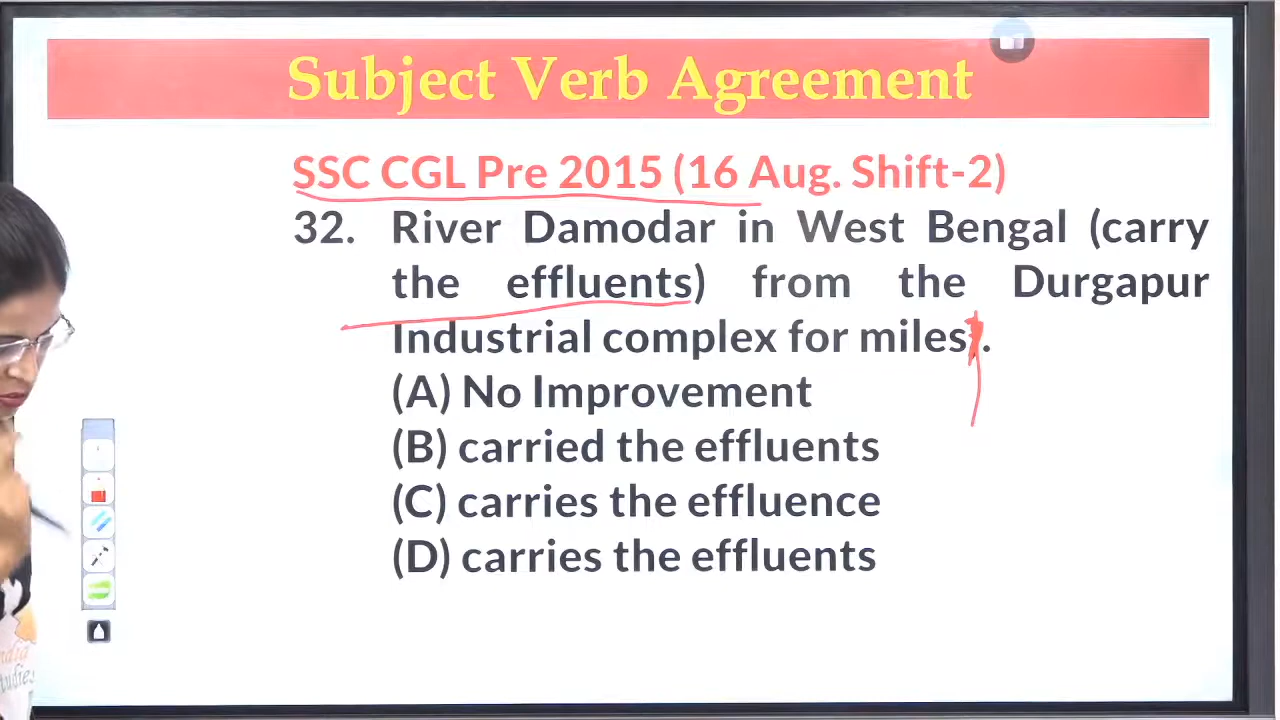 Subject Verb Agreement
SSC CGL Pre 2015 (16 Aug. Shift-2)
32. River Damodar in West Bengal (carry
the effluents) from the Durgapur
Industrial complex for miles.
(A) No Improvement
(B) carried the effluents
(C) carries the effluence
(D) carries the effluents